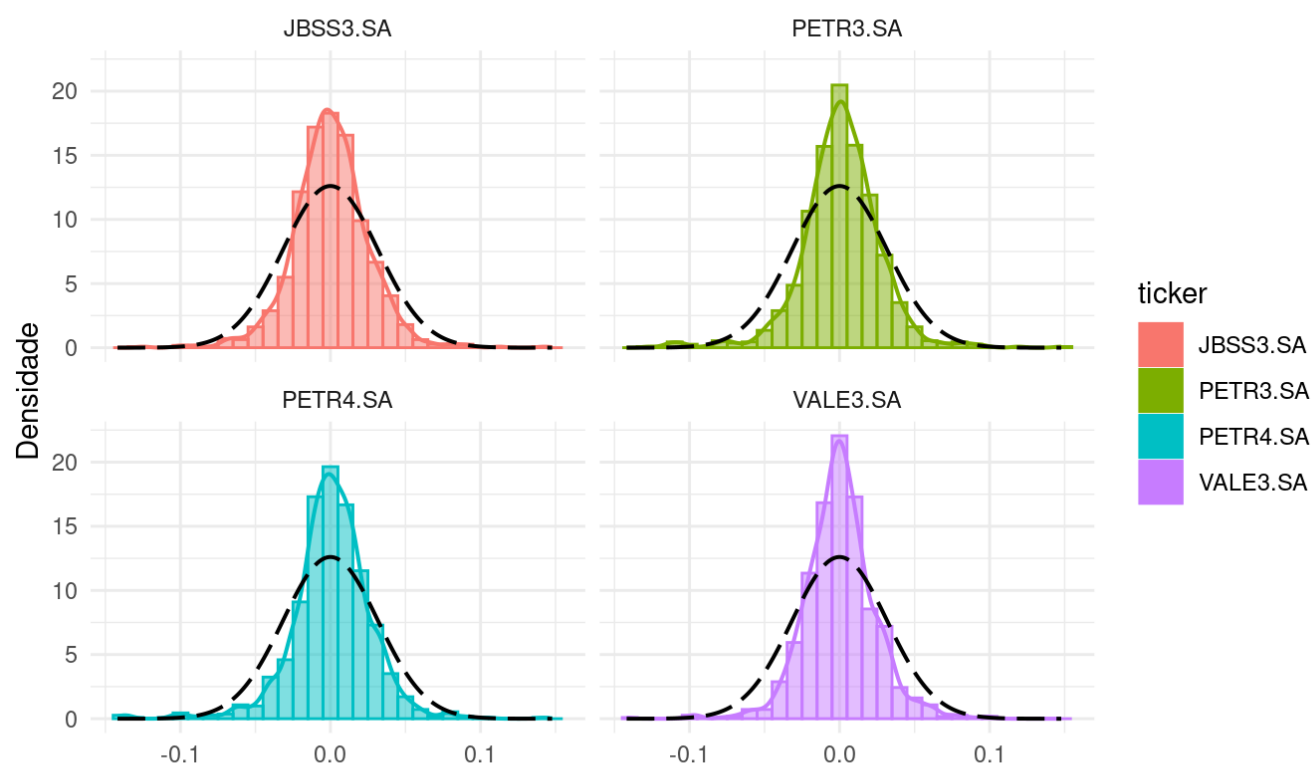 JBSS3.SA
PETR3.SA
20
15
10
5
0
PETR4.SA
VALE3.SA
20
15
10
5
0
-0.1 0.0 0.1
-0.1 0.0 0.1
Densidade
ticker
JBSS3.SA
PETR3.SA
PETR4.SA
VALE3.SA